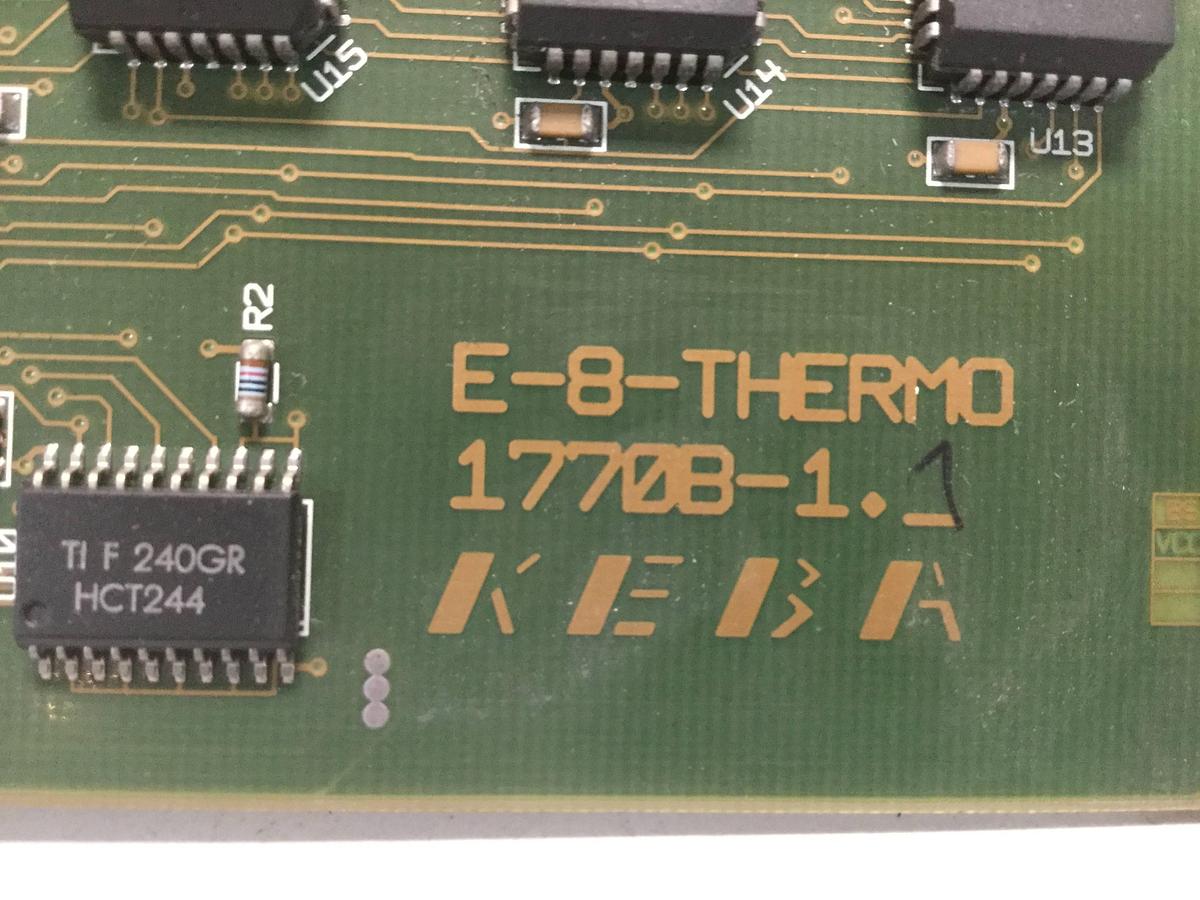 U15
U14
U13
R2
E-8-THERMO
1770B-1.1
KEBA
TI F 240GR
HCT244
VCC